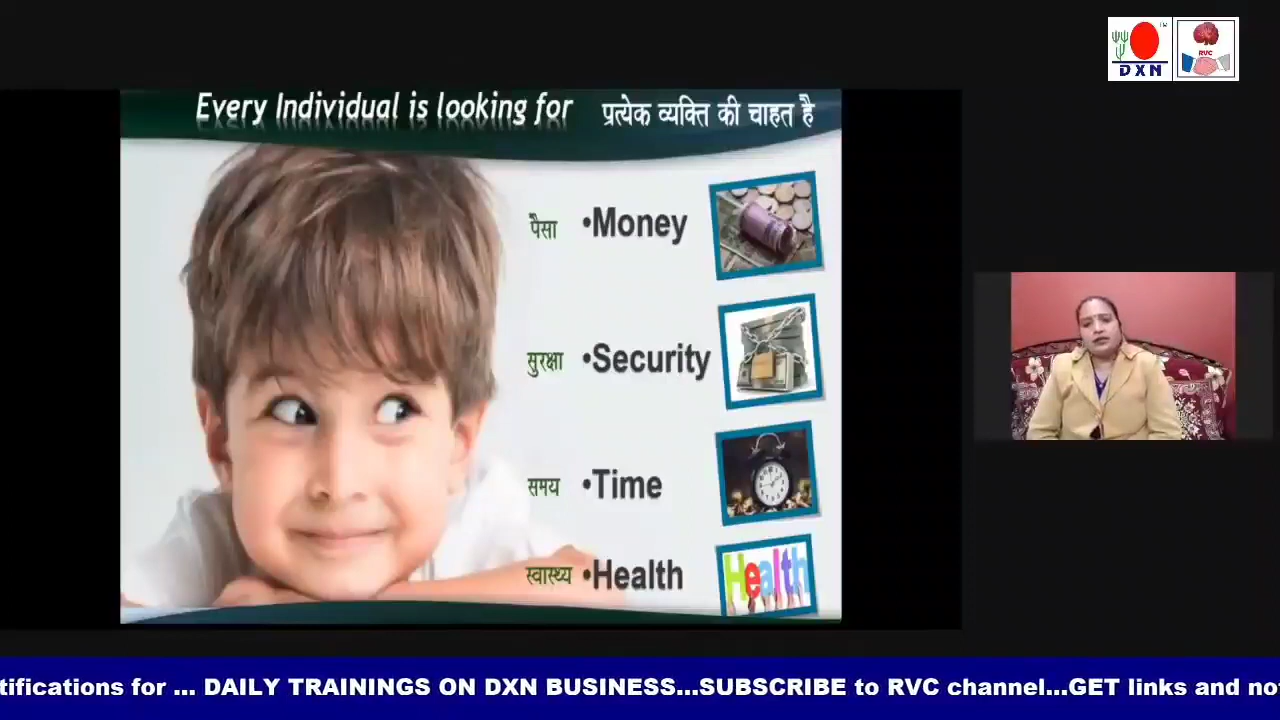 DXN
RVC
Every Individual is looking for प्रत्येक व्यक्ति की चाहत है
पैसा •Money
सुरक्षा •Security
समय •Time
स्वास्थ्य •Health
Health
tifications for ... DAILY TRAININGS ON DXN BUSINESS...SUBSCRIBE to RVC channel...GET links and not